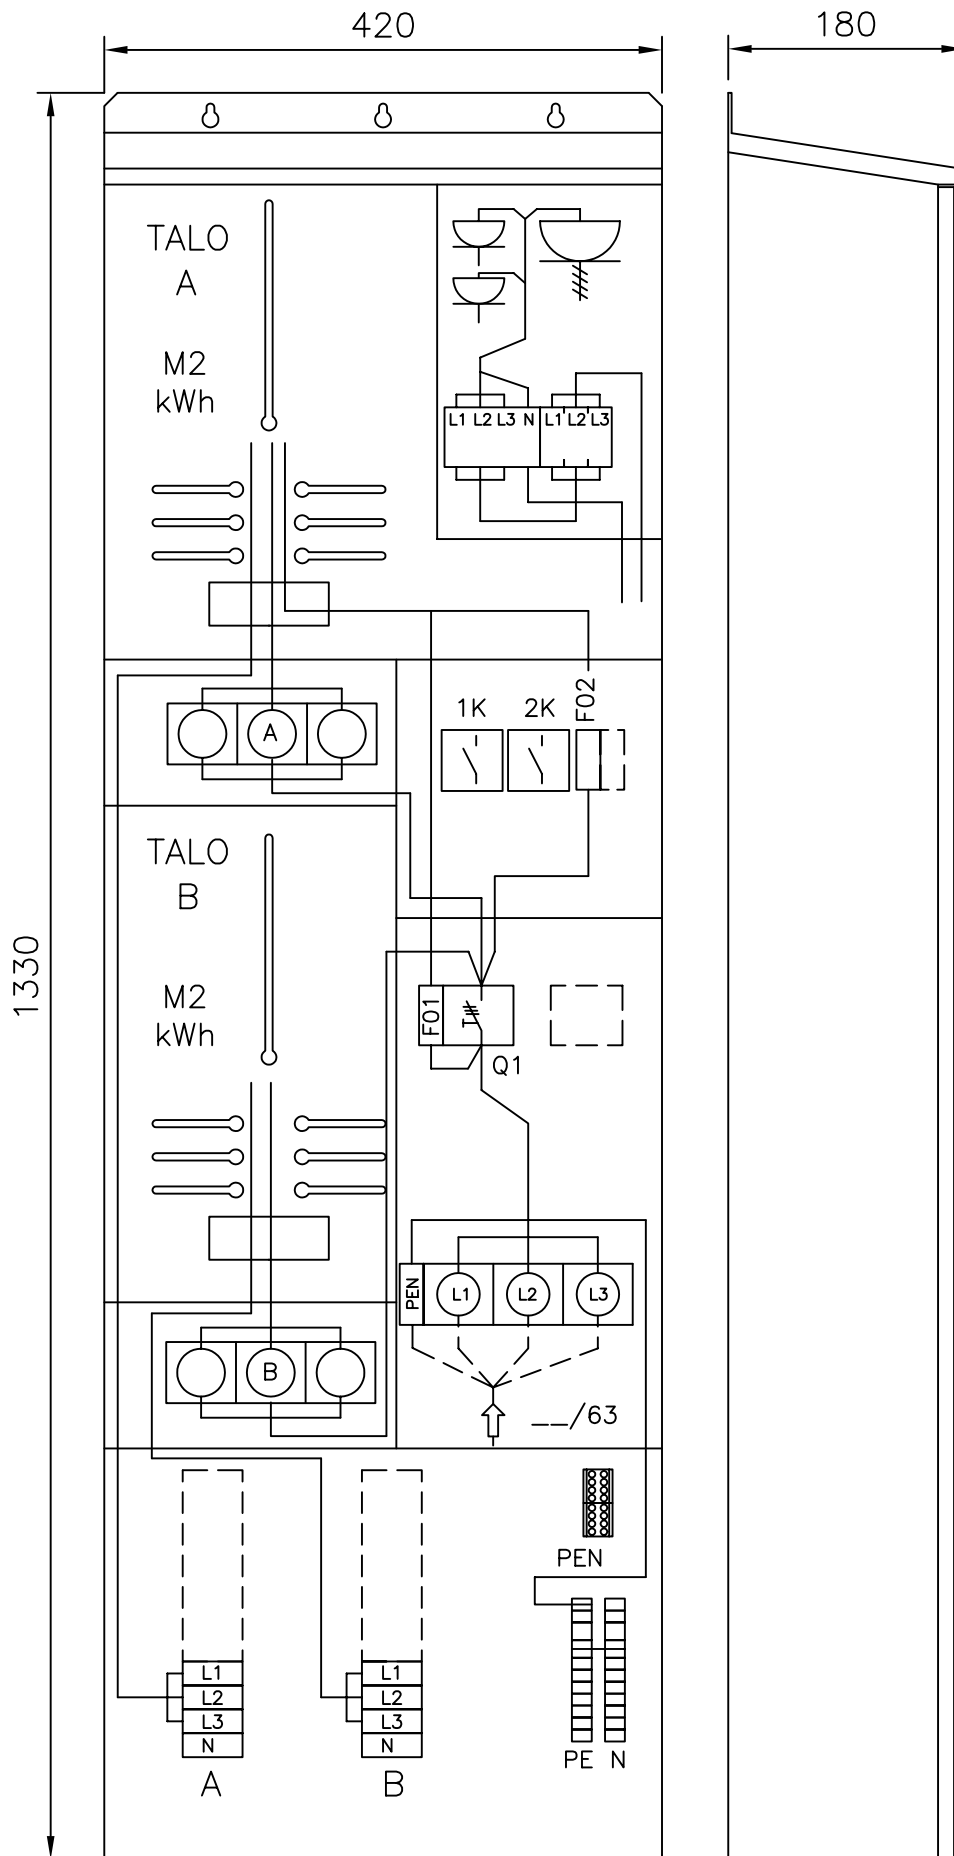 420
180
TALO
A
M2
kWh
L1 L2 L3 N L1 L2 L3
1K 2K F02
A
TALO
B
1330
M2
kWh
F01
Q1
PEN L1 L2 L3
B
__/63
PEN
L1 L1
L2 L2
L3 L3
N N
PE N
A B